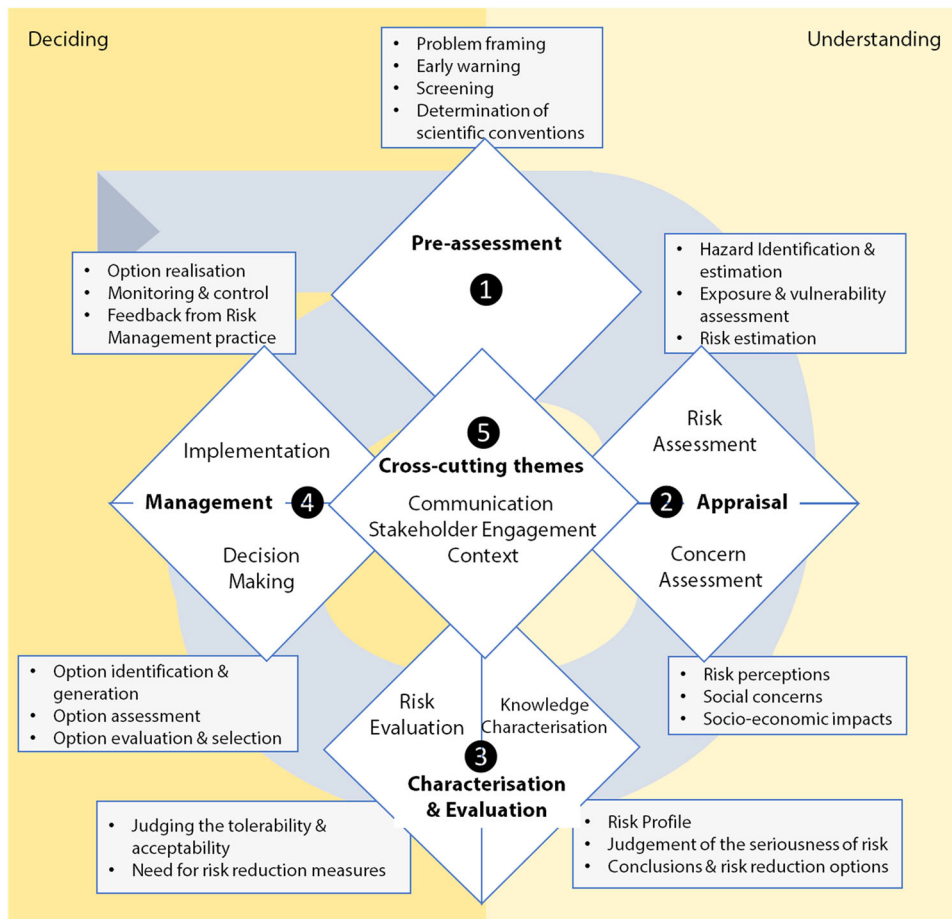 Deciding
Understanding
• Problem framing
• Early warning
• Screening
• Determination of
scientific conventions
Pre-assessment
1
• Option realisation
• Monitoring & control
• Feedback from Risk
Management practice
• Hazard Identification &
estimation
• Exposure & vulnerability
assessment
• Risk estimation
Implementation
Management 4
Decision
Making
5
Cross-cutting themes
Communication
Stakeholder Engagement
Context
Risk
Assessment
2 Appraisal
Concern
Assessment
• Option identification &
generation
• Option assessment
• Option evaluation & selection
• Risk perceptions
• Social concerns
• Socio-economic impacts
Risk
Evaluation
Knowledge
Characterisation
3
Characterisation
& Evaluation
• Judging the tolerability &
acceptability
• Need for risk reduction measures
• Risk Profile
• Judgement of the seriousness of risk
• Conclusions & risk reduction options